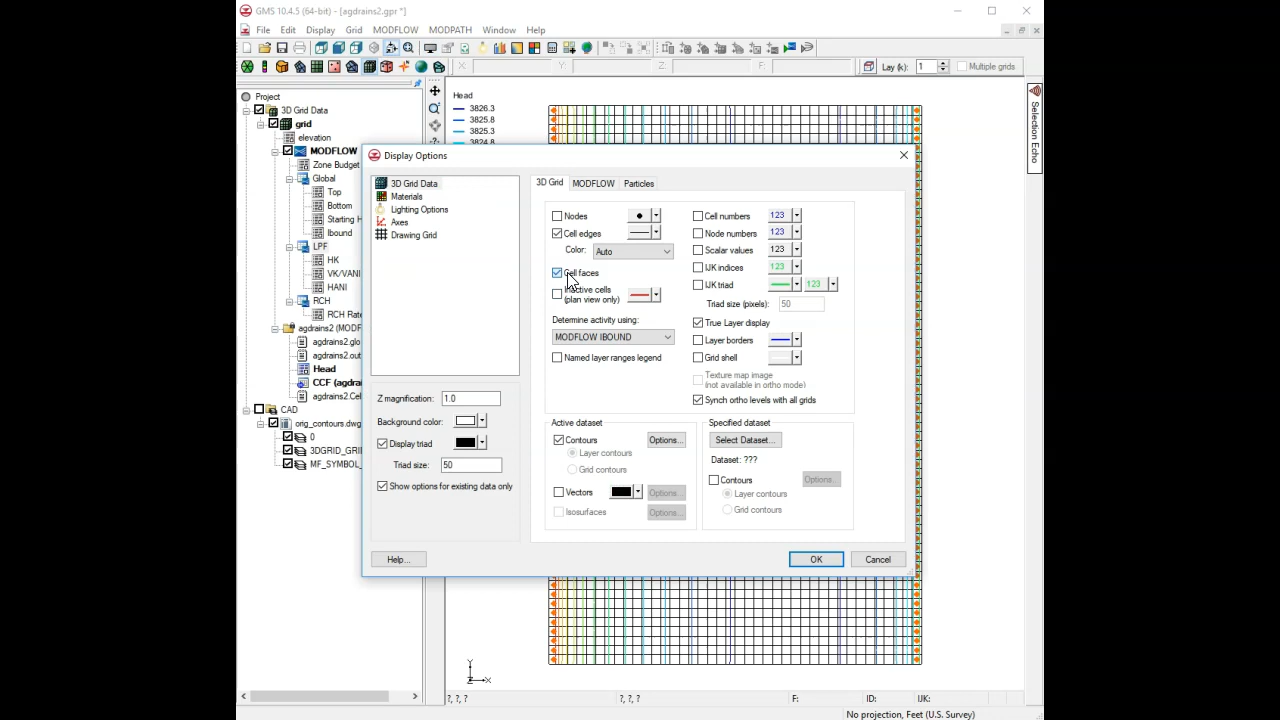 GMS 10.4.5 (64-bit) - [agdrains2.gpr *]
File Edit Display Grid MODFLOW MODPATH Window Help
X: Y: Z: F: Lay (k): 1 Multiple grids
Project
3D Grid Data
grid
elevation
MODFLOW
Zone Budget
Global
Top
Bottom
Starting H
Ibound
LPF
HK
VK/VANI
HANI
RCH
RCH Rate
agdrains2 (MODF
agdrains2.glo
agdrains2.out
Head
CCF (agdra
agdrains2.Cel
CAD
orig_contours.dwg
0
3DGRID_GRI
MF_SYMBOL_
Head
3826.3
3825.8
3825.3
3824.8
Selection Echo
Display Options
3D Grid Data
Materials
Lighting Options
Axes
Drawing Grid
Z magnification: 1.0
Background color:
Display triad
Triad size: 50
Show options for existing data only
Help...
3D Grid MODFLOW Particles
Nodes
Cell edges
Color: Auto
Cell faces
Inactive cells
(plan view only)
Determine activity using:
MODFLOW IBOUND
Named layer ranges legend
Cell numbers 123
Node numbers 123
Scalar values 123
IJK indices 123
IJK triad 123
Triad size (pixels): 50
True Layer display
Layer borders
Grid shell
Texture map image
(not available in ortho mode)
Synch ortho levels with all grids
Active dataset
Contours Options...
Layer contours
Grid contours
Vectors Options...
Isosurfaces Options...
Specified dataset
Select Dataset...
Dataset: ???
Contours Options...
Layer contours
Grid contours
OK Cancel
Y
Z X
?, ?, ? ?, ?, ? F: ID: IJK:
No projection, Feet (U.S. Survey)